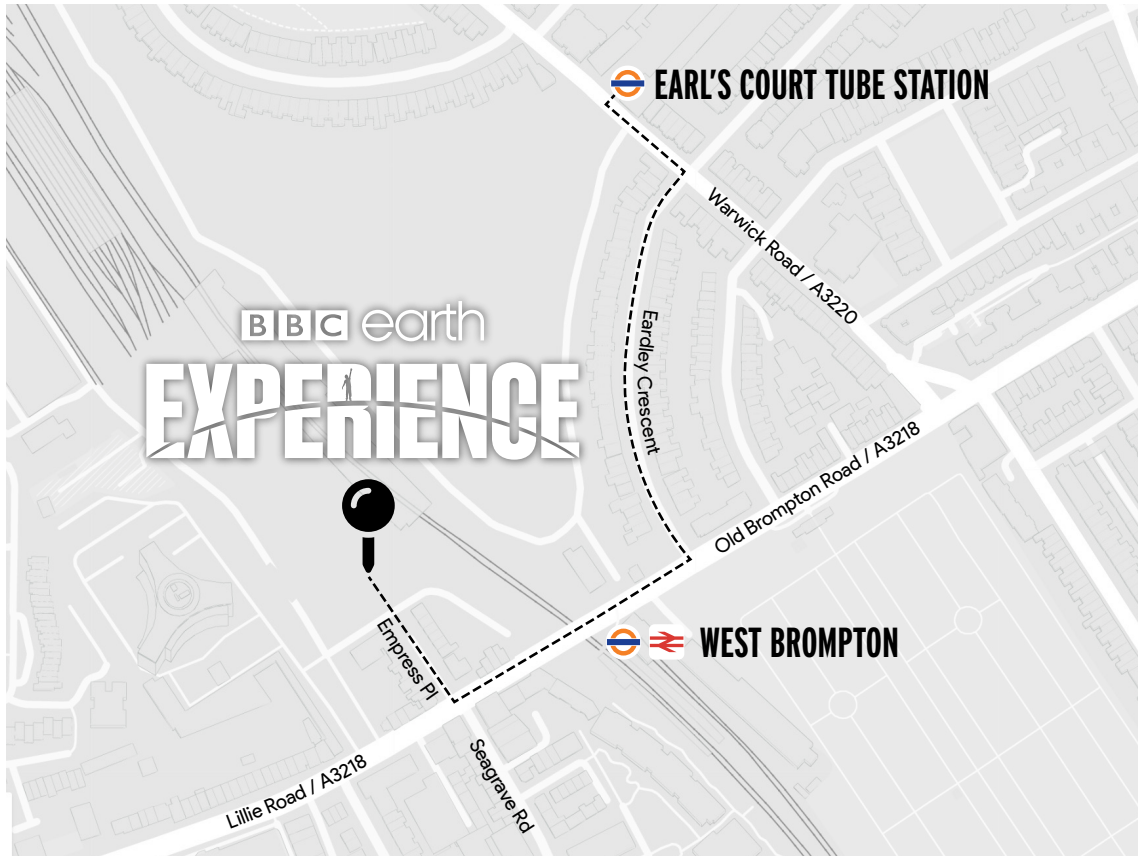 EARL'S COURT TUBE STATION
Warwick Road / A3220
BBC earth
EXPERIENCE
Eardley Crescent
Old Brompton Road / A3218
WEST BROMPTON
Empress Pl
Seagrave Rd
Lillie Road / A3218